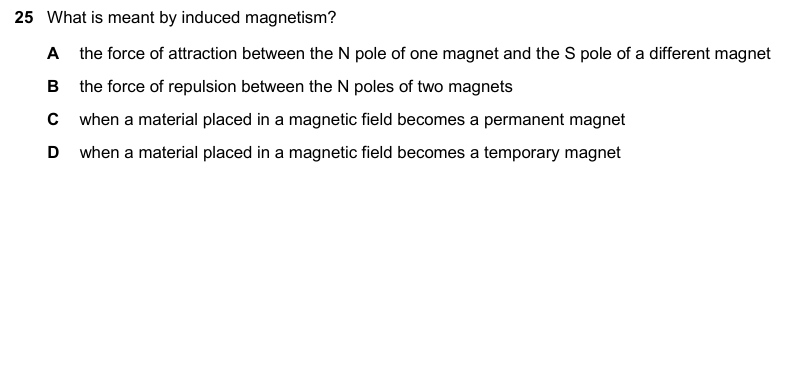 25 What is meant by induced magnetism?
A the force of attraction between the N pole of one magnet and the S pole of a different magnet
B the force of repulsion between the N poles of two magnets
C when a material placed in a magnetic field becomes a permanent magnet
D when a material placed in a magnetic field becomes a temporary magnet